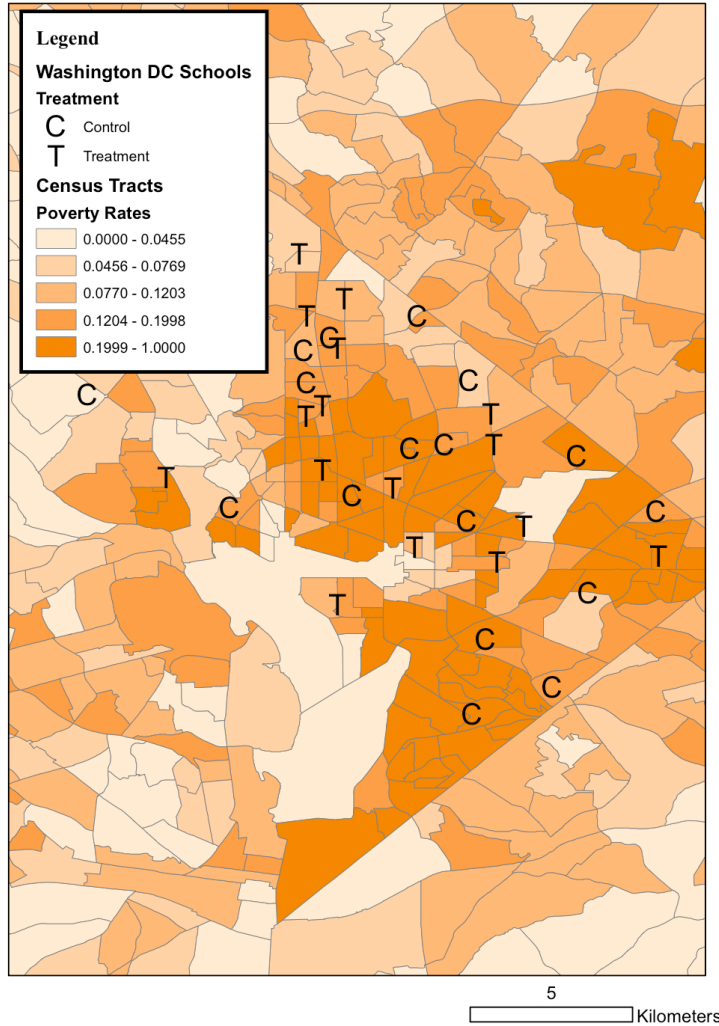 Legend
Washington DC Schools
Treatment
C Control
T Treatment
Census Tracts
Poverty Rates
0.0000 - 0.0455
0.0456 - 0.0769
0.0770 - 0.1203
0.1204 - 0.1998
0.1999 - 1.0000
T
T
T C
G
C T
C C
C
T
T T
C C T
C
T
T
T
C
C C
C T
T
T
T
C
T
C
C
C
5
Kilometers